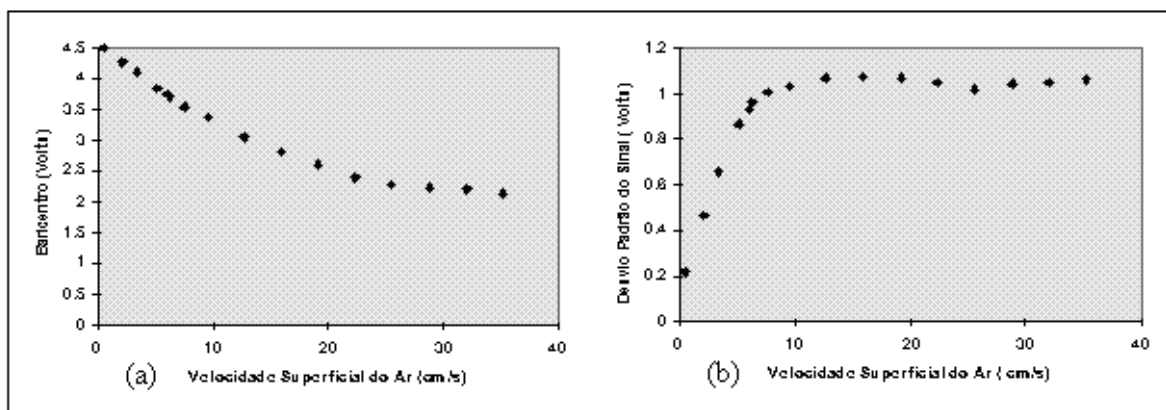 4.5
4
3.5
3
2.5
2
1.5
1
0.5
0
0 10 20 30 40
Baricentro (Volts)
(a) Velocidade Superficial do Ar (cm/s)
1.2
1
0.8
0.6
0.4
0.2
0
0 10 20 30 40
Desvio Padrão do Sinal ( Volts)
(b) Velocidade Superficial do Ar ( cm/s)